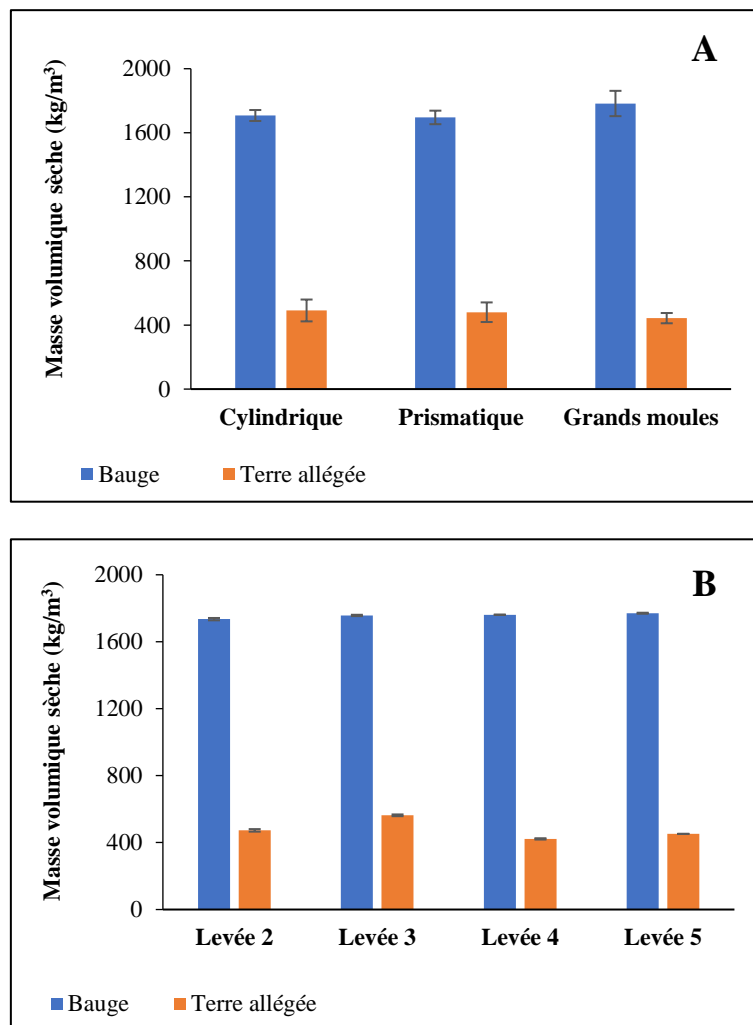 A
Masse volumique sèche (kg/m³)
2000
1600
1200
800
400
0
Cylindrique Prismatique Grands moules
Bauge Terre allégée
B
Masse volumique sèche (kg/m³)
2000
1600
1200
800
400
0
Levée 2 Levée 3 Levée 4 Levée 5
Bauge Terre allégée